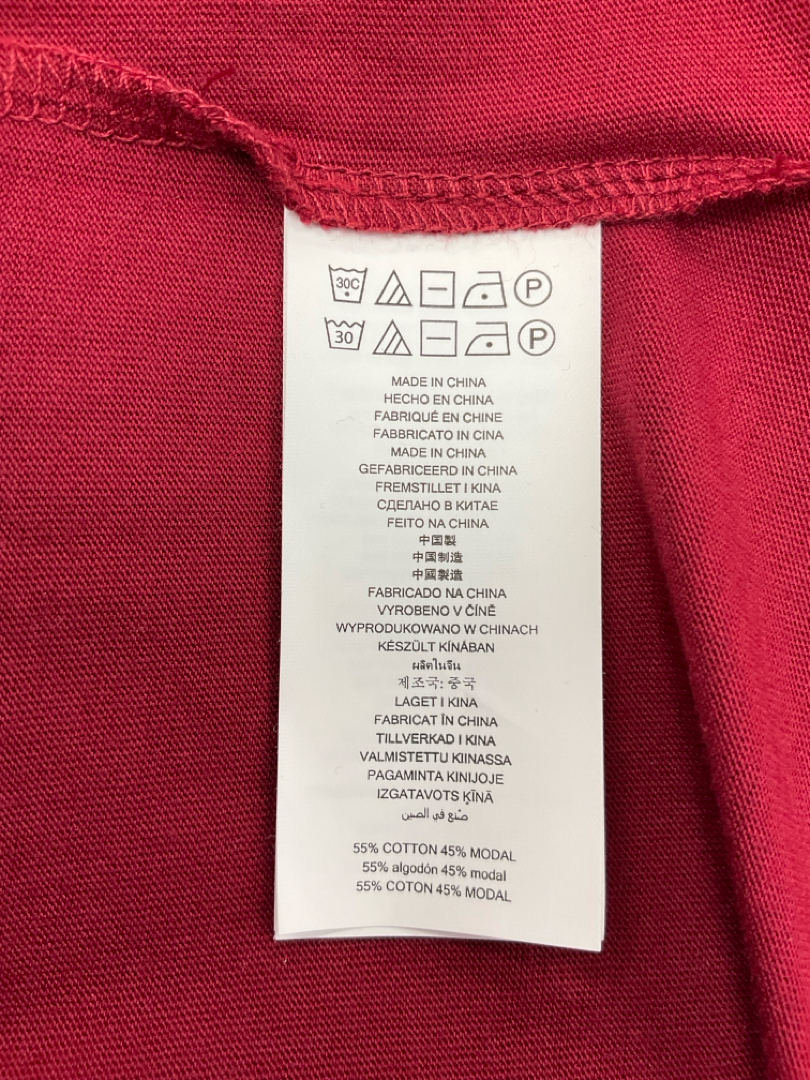 30C P
30 P
MADE IN CHINA
HECHO EN CHINA
FABRIQUÉ EN CHINE
FABBRICATO IN CINA
MADE IN CHINA
GEFABRICEERD IN CHINA
FREMSTILLET I KINA
СДЕЛАНО В КИТАЕ
FEITO NA CHINA
中国製
中国制造
中國製造
FABRICADO NA CHINA
VYROBENO V ČÍNĚ
WYPRODUKOWANO W CHINACH
KÉSZÜLT KÍNÁBAN
ผลิตในจีน
제조국: 중국
LAGET I KINA
FABRICAT ÎN CHINA
TILLVERKAD I KINA
VALMISTETTU KIINASSA
PAGAMINTA KINIJOJE
IZGATAVOTS ĶĪNĀ
صُنع في الصين
55% COTTON 45% MODAL
55% algodón 45% modal
55% COTON 45% MODAL